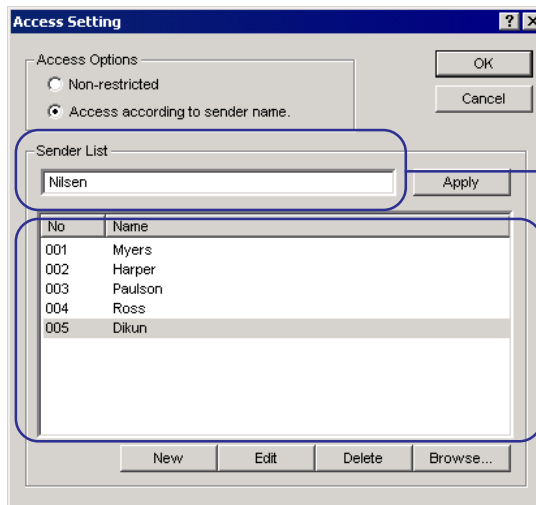 Access Setting
Access Options
Non-restricted
Access according to sender name.
OK
Cancel
Sender List
Nilsen
Apply
No Name
001 Myers
002 Harper
003 Paulson
004 Ross
005 Dikun
New Edit Delete Browse...